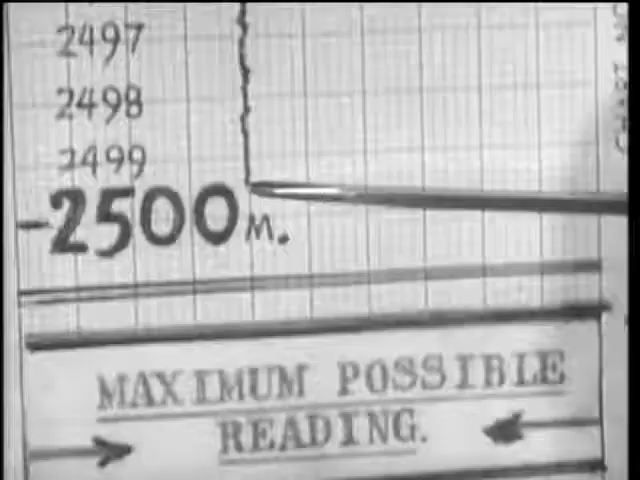 2497
2498
2499
-2500 M.
MAXIMUM POSSIBLE
READING.